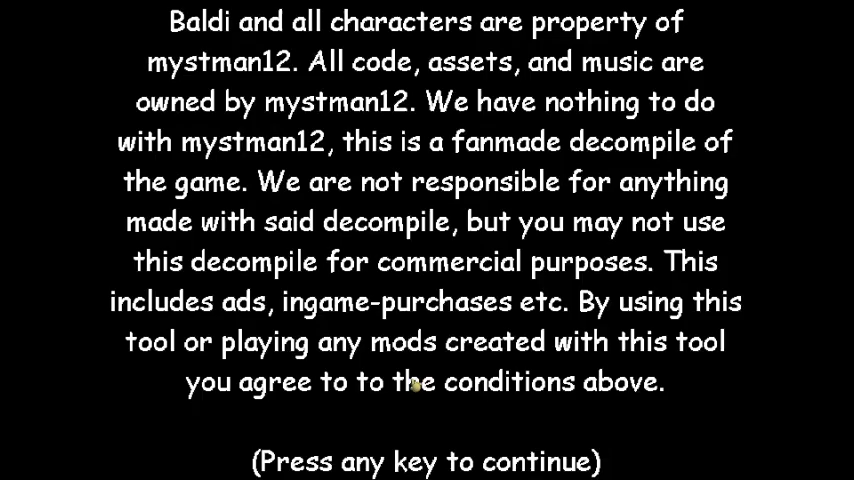 Baldi and all characters are property of
mystman12. All code, assets, and music are
owned by mystman12. We have nothing to do
with mystman12, this is a fanmade decompile of
the game. We are not responsible for anything
made with said decompile, but you may not use
this decompile for commercial purposes. This
includes ads, ingame-purchases etc. By using this
tool or playing any mods created with this tool
you agree to to the conditions above.
(Press any key to continue)